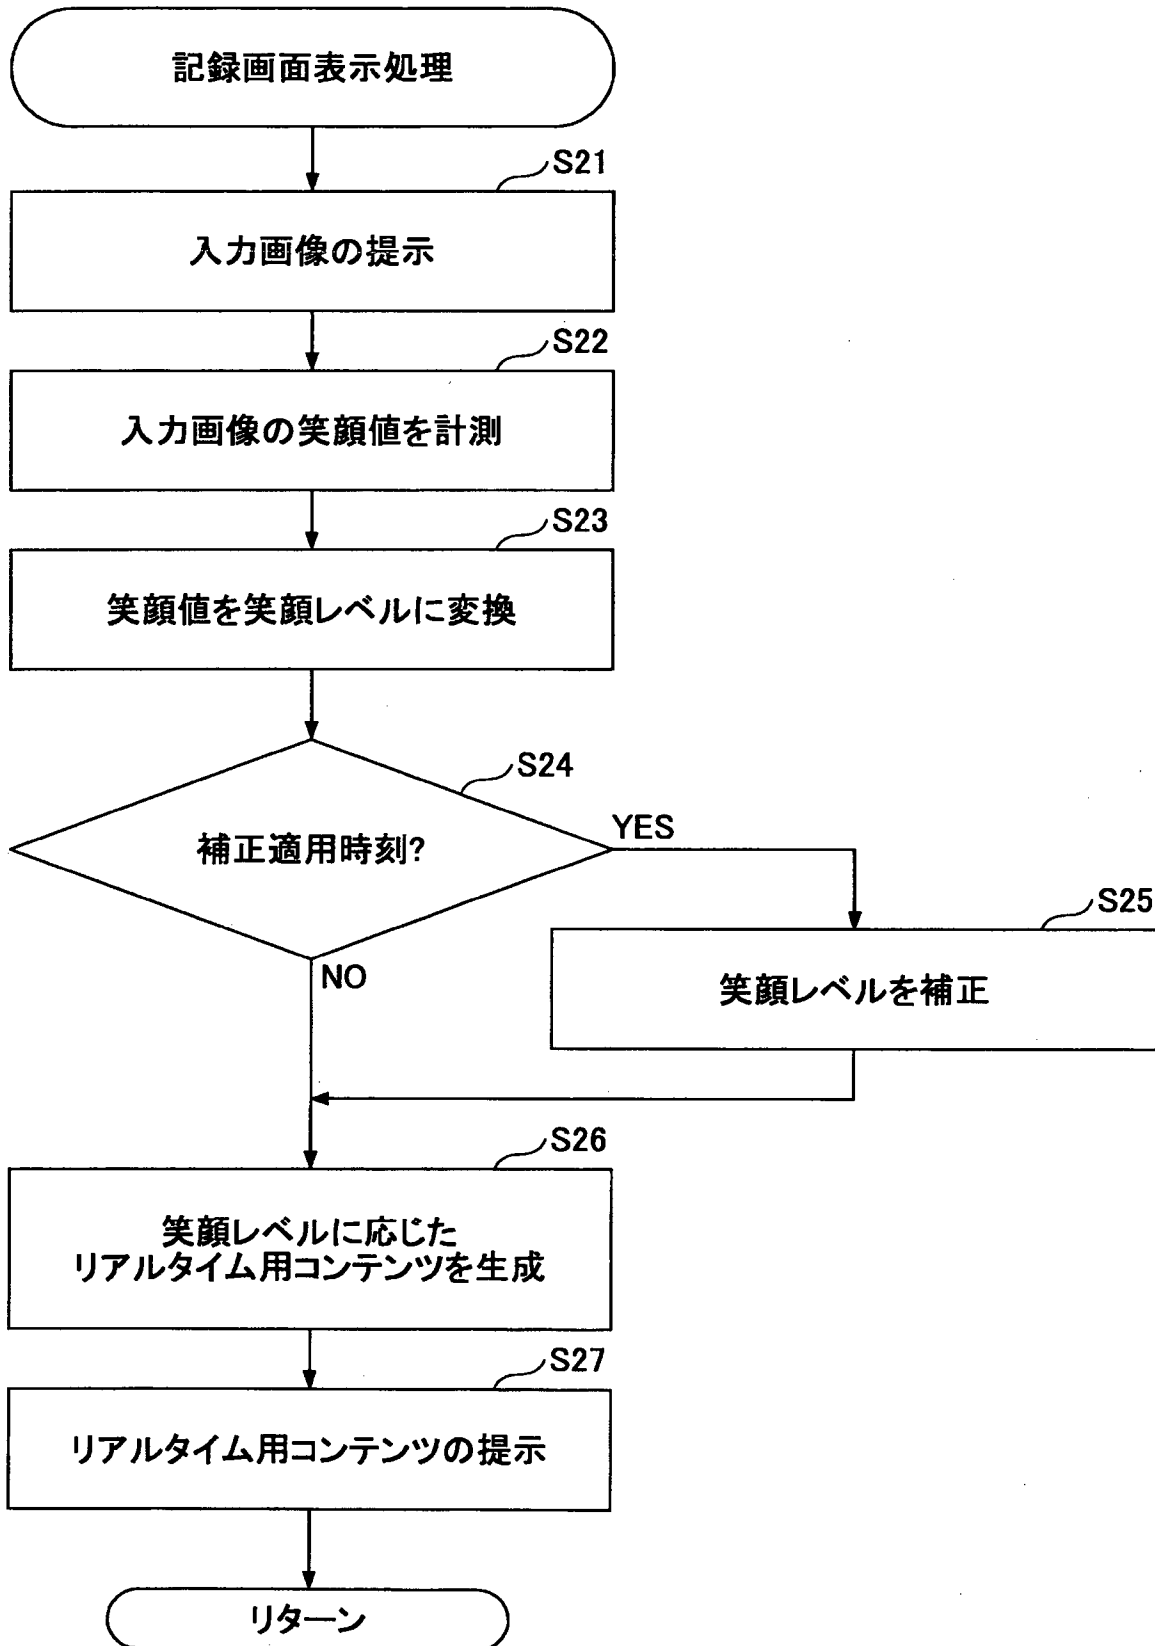 記録画面表示処理
S21
入力画像の提示
S22
入力画像の笑顔値を計測
S23
笑顔値を笑顔レベルに変換
S24
補正適用時刻?
YES
S25
笑顔レベルを補正
NO
S26
笑顔レベルに応じた
リアルタイム用コンテンツを生成
S27
リアルタイム用コンテンツの提示
リターン